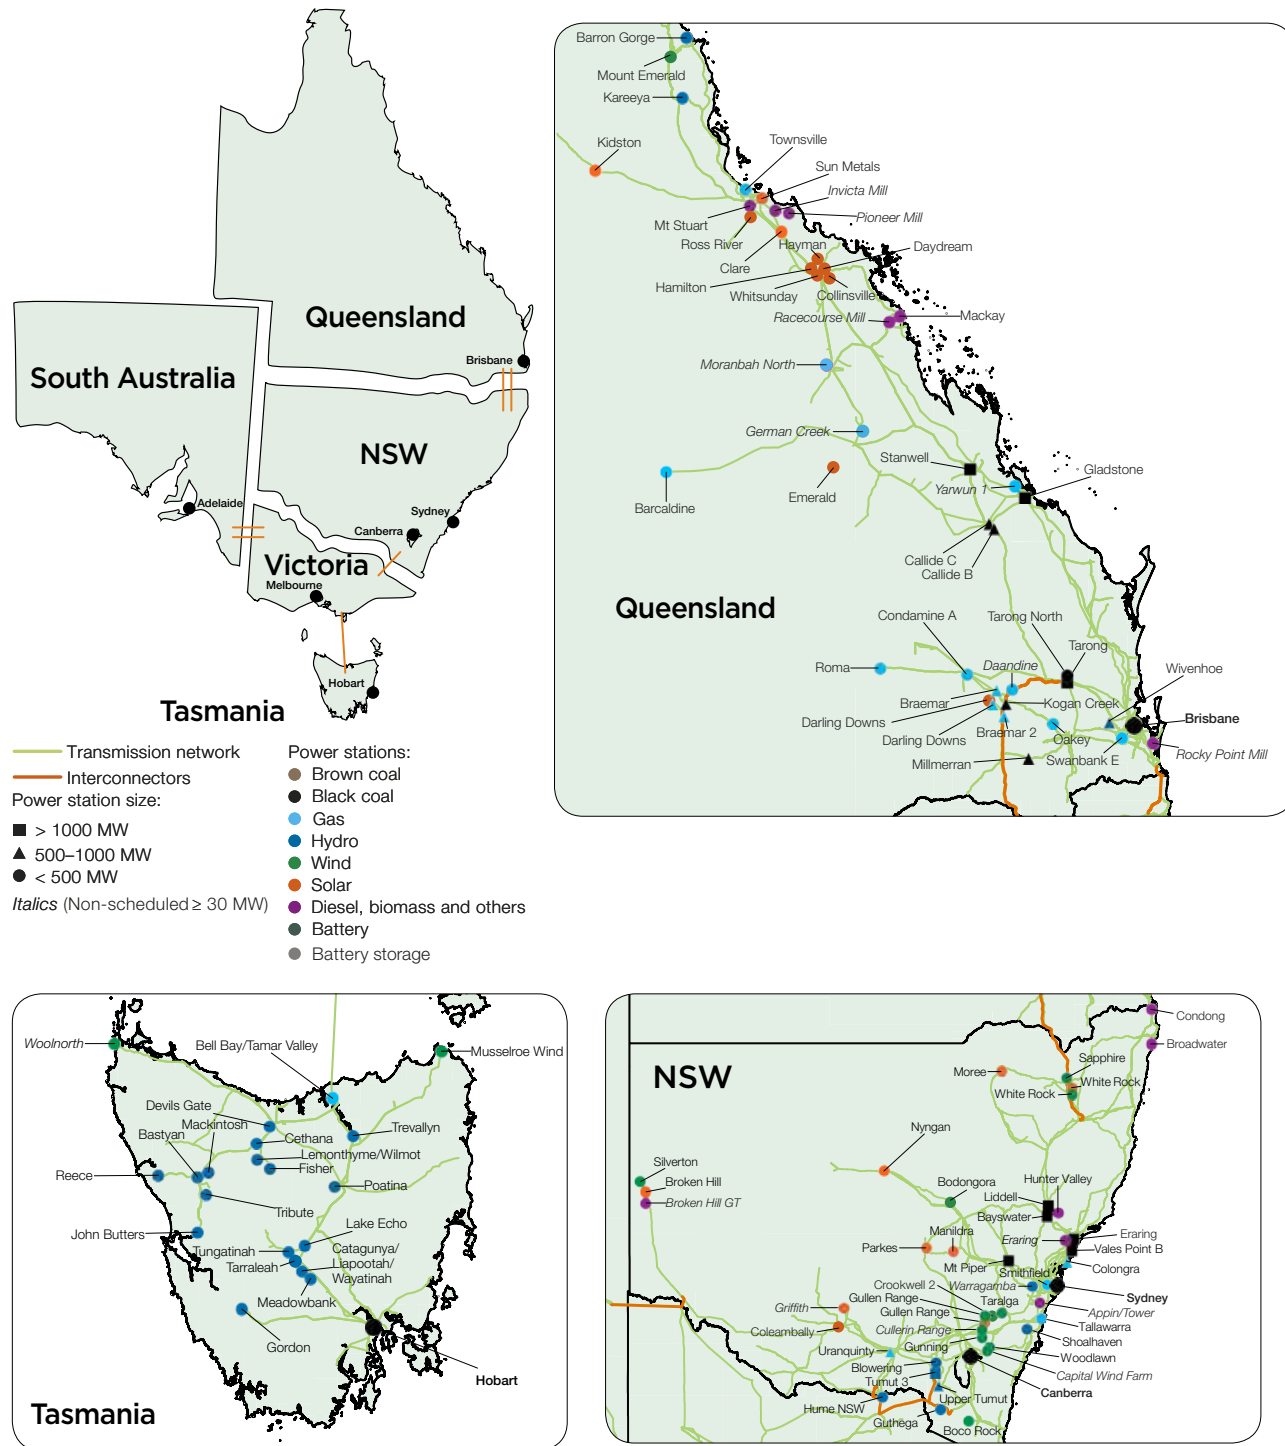 Queensland
Brisbane
South Australia
NSW
Adelaide
Sydney
Canberra
Victoria
Melbourne
Hobart
Tasmania
Transmission network
Interconnectors
Power station size:
> 1000 MW
500–1000 MW
< 500 MW
Italics (Non-scheduled ≥ 30 MW)
Power stations:
Brown coal
Black coal
Gas
Hydro
Wind
Solar
Diesel, biomass and others
Battery
Battery storage
Barron Gorge
Mount Emerald
Kareeya
Kidston
Townsville
Sun Metals
Invicta Mill
Pioneer Mill
Mt Stuart
Ross River
Hayman
Daydream
Clare
Hamilton
Whitsunday
Collinsville
Racecourse Mill
Mackay
Moranbah North
German Creek
Stanwell
Gladstone
Yarwun 1
Emerald
Barcaldine
Callide C
Callide B
Queensland
Condamine A
Tarong North
Tarong
Roma
Daandine
Wivenhoe
Braemar
Kogan Creek
Darling Downs
Brisbane
Darling Downs
Braemar 2
Oakey
Millmerran
Swanbank E
Rocky Point Mill
Woolnorth
Bell Bay/Tamar Valley
Musselroe Wind
Devils Gate
Mackintosh
Bastyan
Cethana
Trevallyn
Lemonthyme/Wilmot
Fisher
Reece
Poatina
Tribute
Lake Echo
John Butters
Tungatinah
Catagunya/
Tarraleah
Liapootah/
Wayatinah
Meadowbank
Gordon
Hobart
Tasmania
NSW
Condong
Broadwater
Sapphire
Moree
White Rock
White Rock
Nyngan
Silverton
Broken Hill
Broken Hill GT
Bodongora
Hunter Valley
Liddell
Bayswater
Manildra
Eraring
Eraring
Parkes
Vales Point B
Mt Piper
Colongra
Smithfield
Crookwell 2
Warragamba
Sydney
Gullen Range
Taralga
Griffith
Gullen Range
Appin/Tower
Coleambally
Cullerin Range
Tallawarra
Gunning
Shoalhaven
Uranquinty
Woodlawn
Blowering
Capital Wind Farm
Tumut 3
Canberra
Upper Tumut
Hume NSW
Guthega
Boco Rock